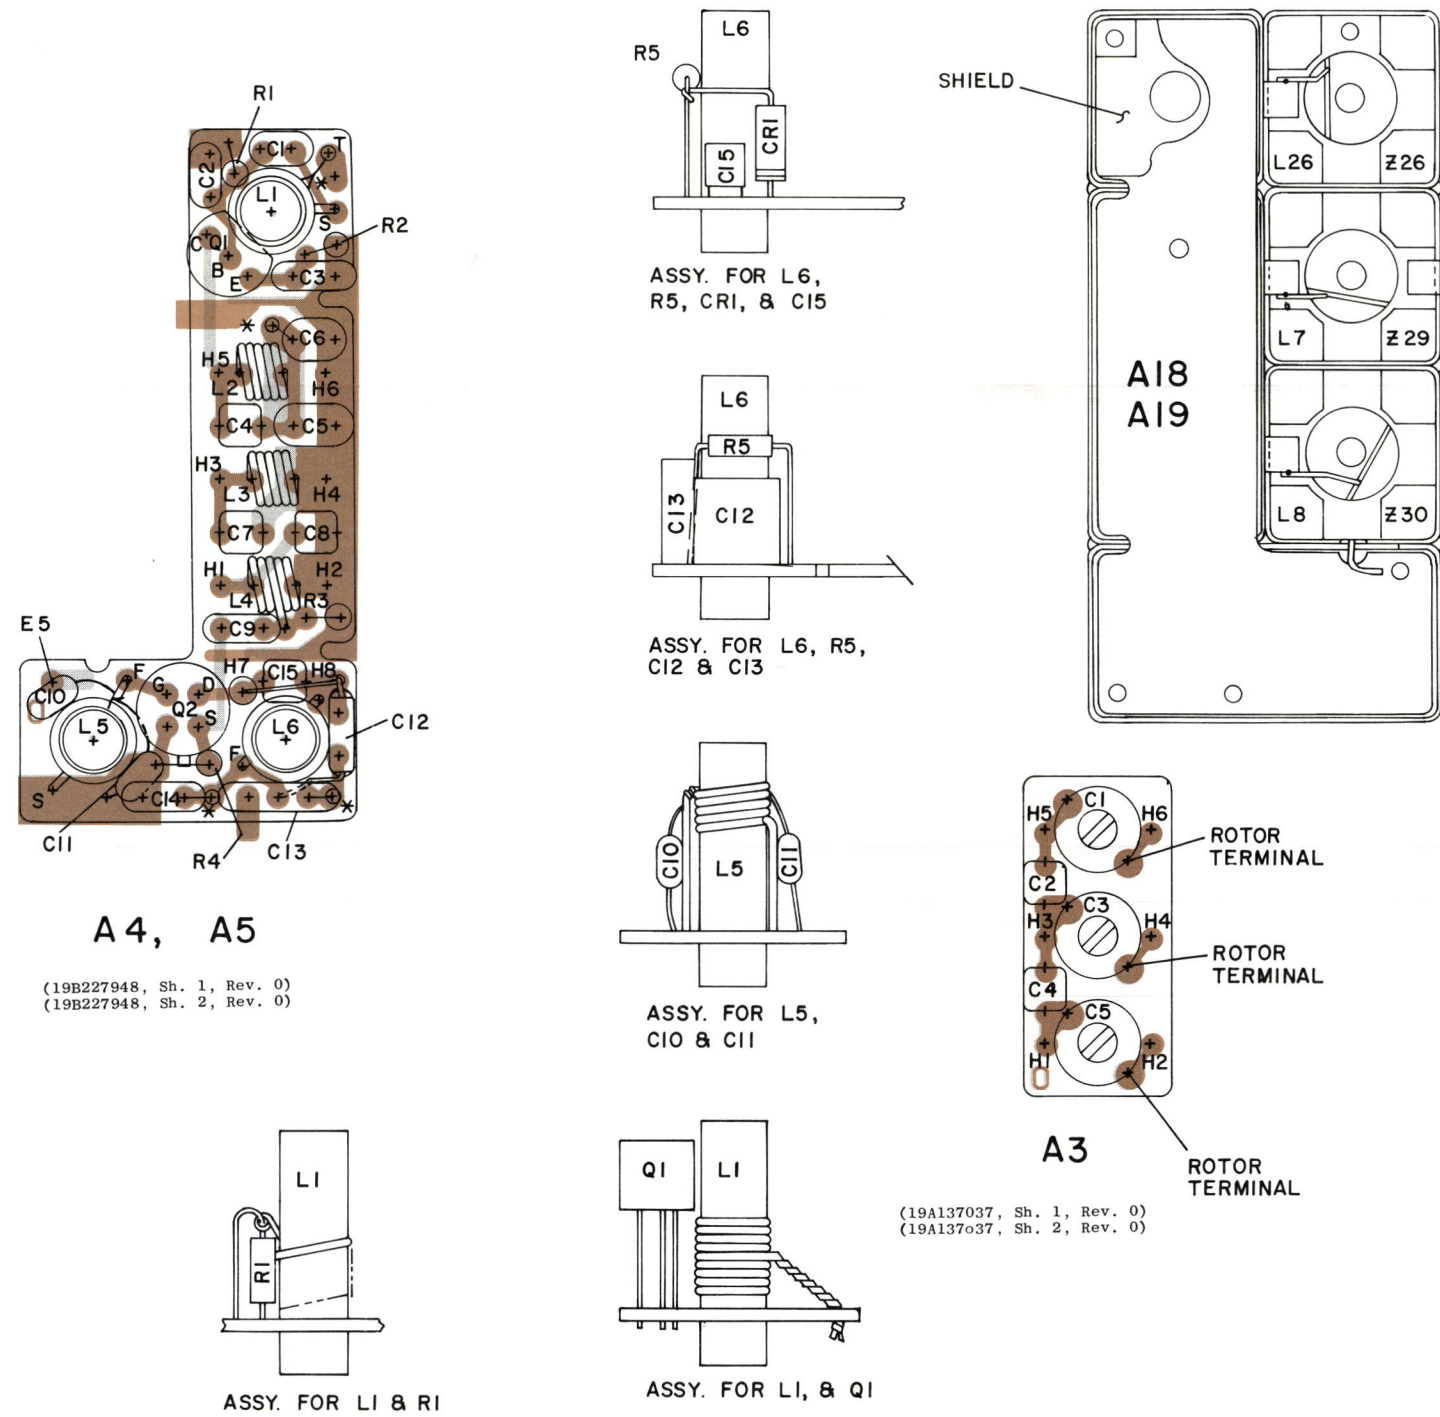 R1
C1
T
C2
L1
*
S
R2
C
Q1
B
E
C3
*
C6
H5
L2
H6
C4
C5
H3
L3
H4
C7
C8
H1
H2
L4
R3
C9
E5
F
H7
C15
H8
C10
G
D
Q2
S
L5
L6
C12
F
S
C14
*
*
C11
R4
C13
A4, A5
(19B227948, Sh. 1, Rev. 0)
(19B227948, Sh. 2, Rev. 0)
L1
R1
ASSY. FOR L1 & R1
L6
R5
CR1
C15
ASSY. FOR L6,
R5, CR1, & C15
L6
R5
C13
C12
ASSY. FOR L6, R5,
C12 & C13
C10
L5
C11
ASSY. FOR L5,
C10 & C11
Q1
L1
ASSY. FOR L1, & Q1
SHIELD
L26
Z26
L7
Z29
A18
A19
L8
Z30
C1
H5
H6
ROTOR
TERMINAL
C2
C3
H3
H4
ROTOR
TERMINAL
C4
C5
H1
H2
ROTOR
TERMINAL
A3
(19A137037, Sh. 1, Rev. 0)
(19A137o37, Sh. 2, Rev. 0)